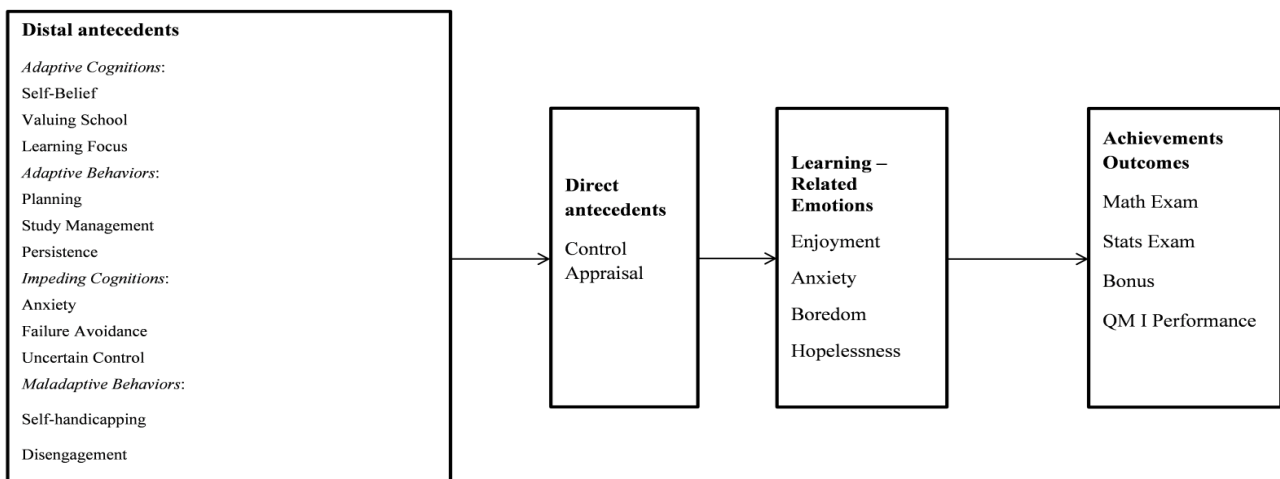 Distal antecedents
Adaptive Cognitions:
Self-Belief
Valuing School
Learning Focus
Adaptive Behaviors:
Planning
Study Management
Persistence
Impeding Cognitions:
Anxiety
Failure Avoidance
Uncertain Control
Maladaptive Behaviors:
Self-handicapping
Disengagement
Direct
antecedents
Control
Appraisal
Learning –
Related
Emotions
Enjoyment
Anxiety
Boredom
Hopelessness
Achievements
Outcomes
Math Exam
Stats Exam
Bonus
QM I Performance